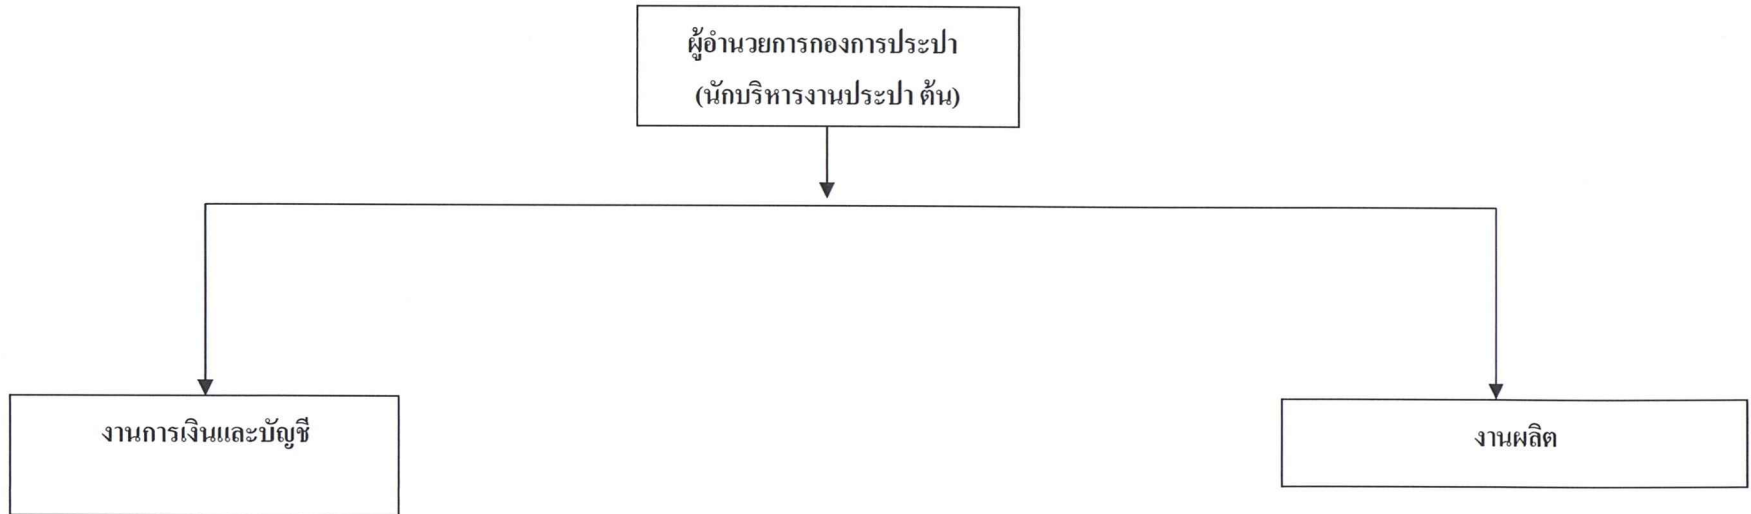 ผู้อำนวยการกองการประปา
(นักบริหารงานประปา ต้น)
งานการเงินและบัญชี
งานผลิต